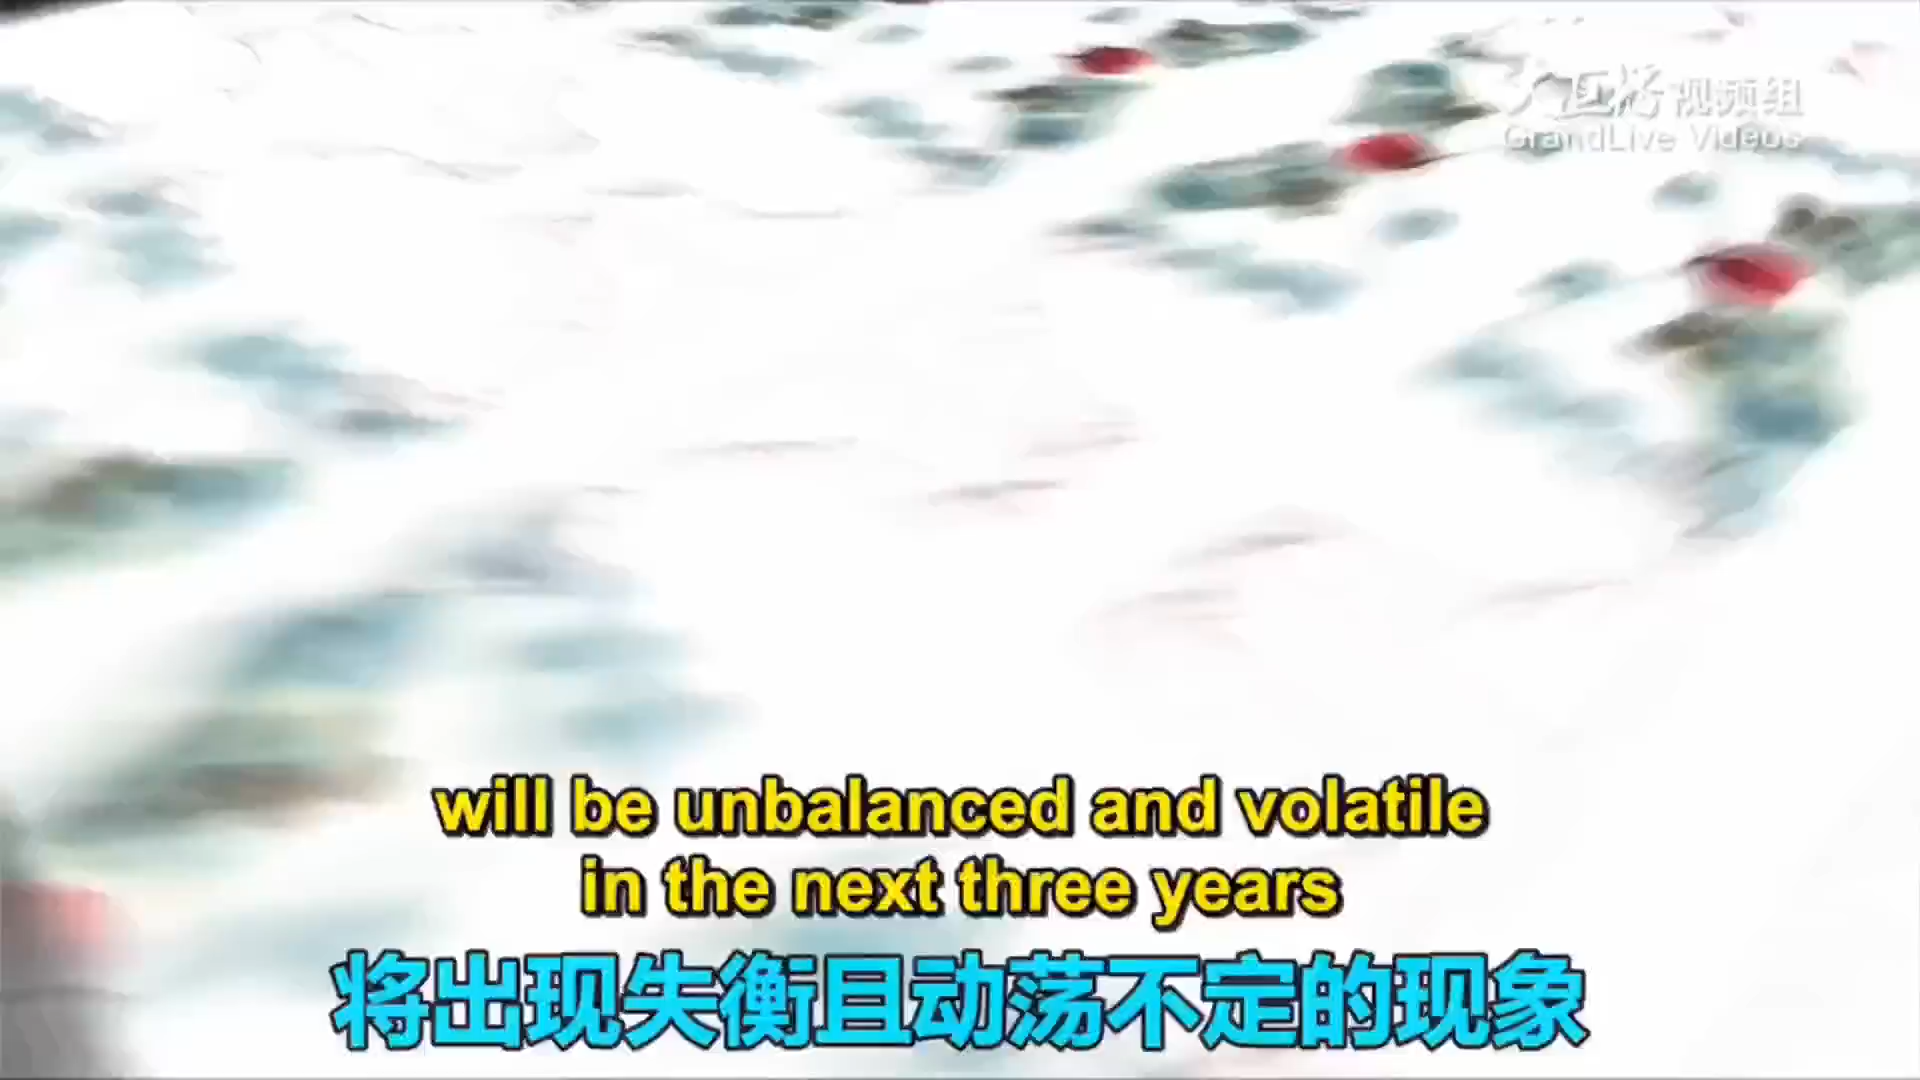 大直播视频组
GrandLive Videos
will be unbalanced and volatile
in the next three years
将出现失衡且动荡不定的现象